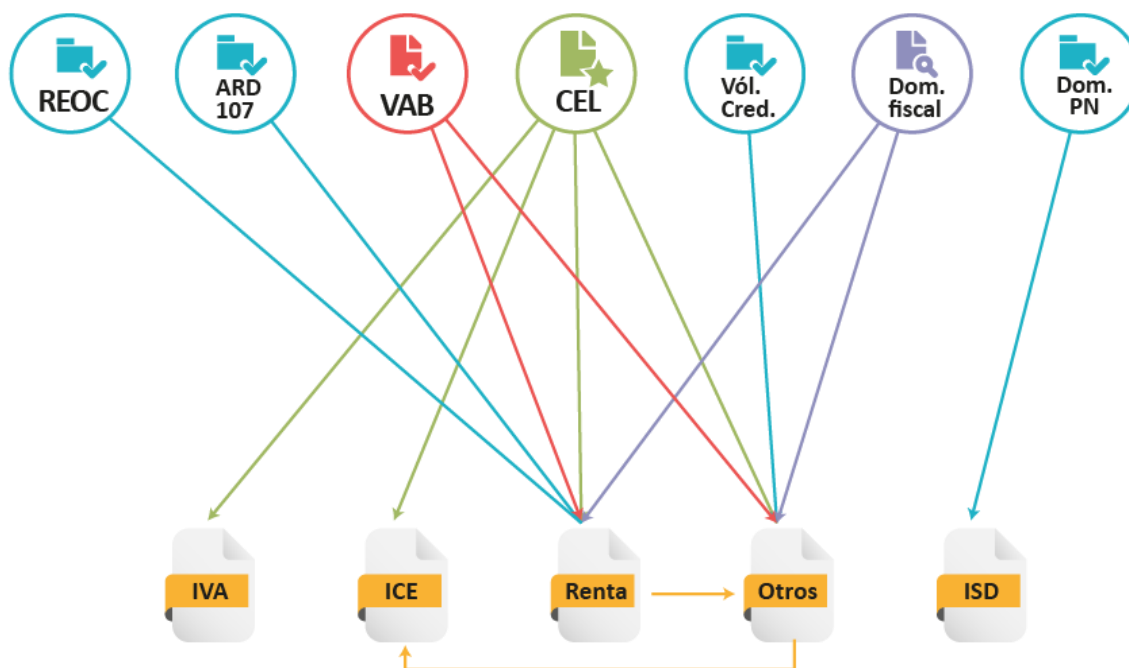 REOC
ARD
107
VAB
CEL
Vól.
Cred.
Dom.
fiscal
Dom.
PN
IVA
ICE
Renta
Otros
ISD